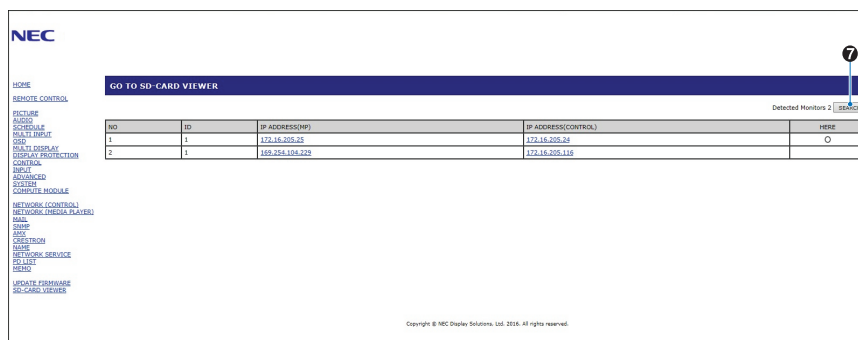 NEC
7
HOME
REMOTE CONTROL
PICTURE
AUDIO
SCHEDULE
MULTI INPUT
OSD
MULTI DISPLAY
DISPLAY PROTECTION
CONTROL
INPUT
ADVANCED
SYSTEM
COMPUTE MODULE
NETWORK (CONTROL)
NETWORK (MEDIA PLAYER)
MAIL
SNMP
AMX
CRESTRON
NAME
NETWORK SERVICE
PD LIST
MEMO
UPDATE FIRMWARE
SD-CARD VIEWER
GO TO SD-CARD VIEWER
Detected Monitors 2 SEARCH
NO ID IP ADDRESS(MP) IP ADDRESS(CONTROL) HERE
1 1 172.16.205.25 172.16.205.24 O
2 1 169.254.104.229 172.16.205.116
Copyright © NEC Display Solutions, Ltd. 2016. All rights reserved.